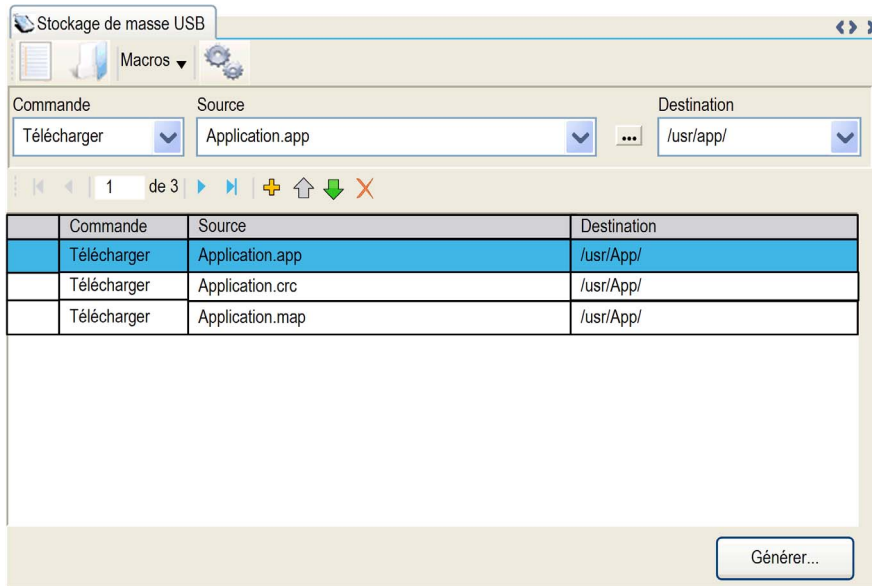 Stockage de masse USB
Macros
Commande Source Destination
Télécharger Application.app ... /usr/app/
1 de 3
Commande Source Destination
Télécharger Application.app /usr/App/
Télécharger Application.crc /usr/App/
Télécharger Application.map /usr/App/
Générer...